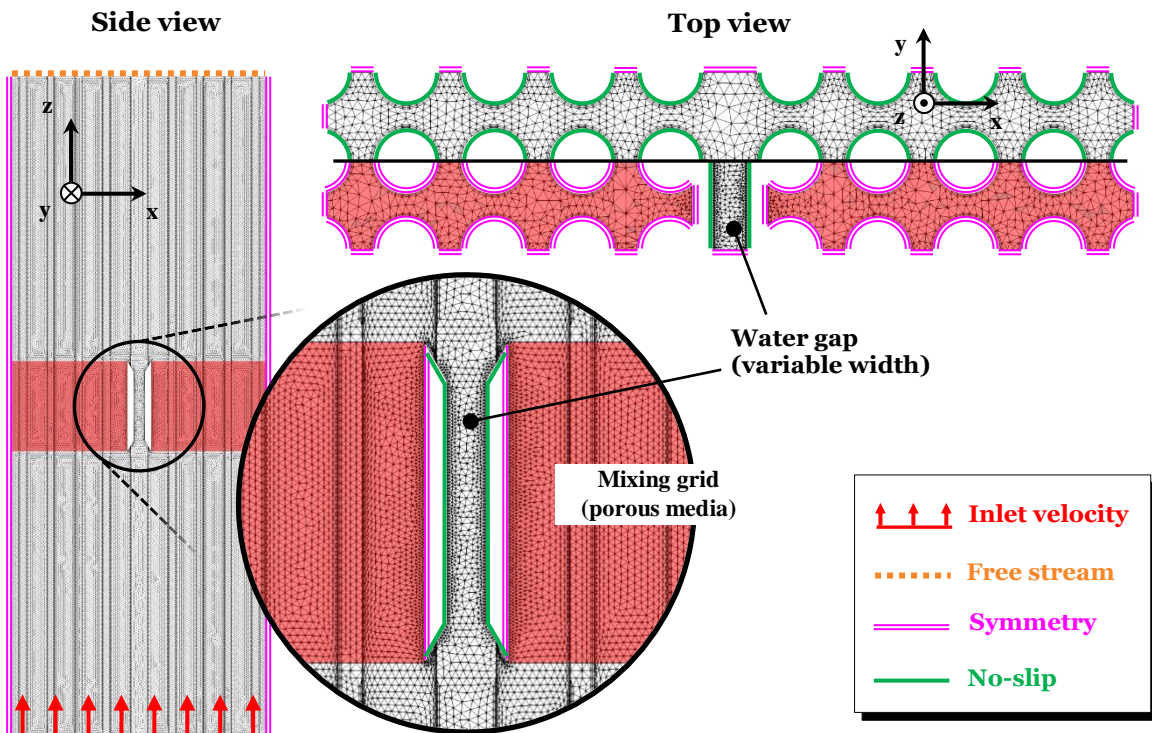 Side view
Top view
z
y
x
y
z
x
Water gap
(variable width)
Mixing grid
(porous media)
Inlet velocity
Free stream
Symmetry
No-slip